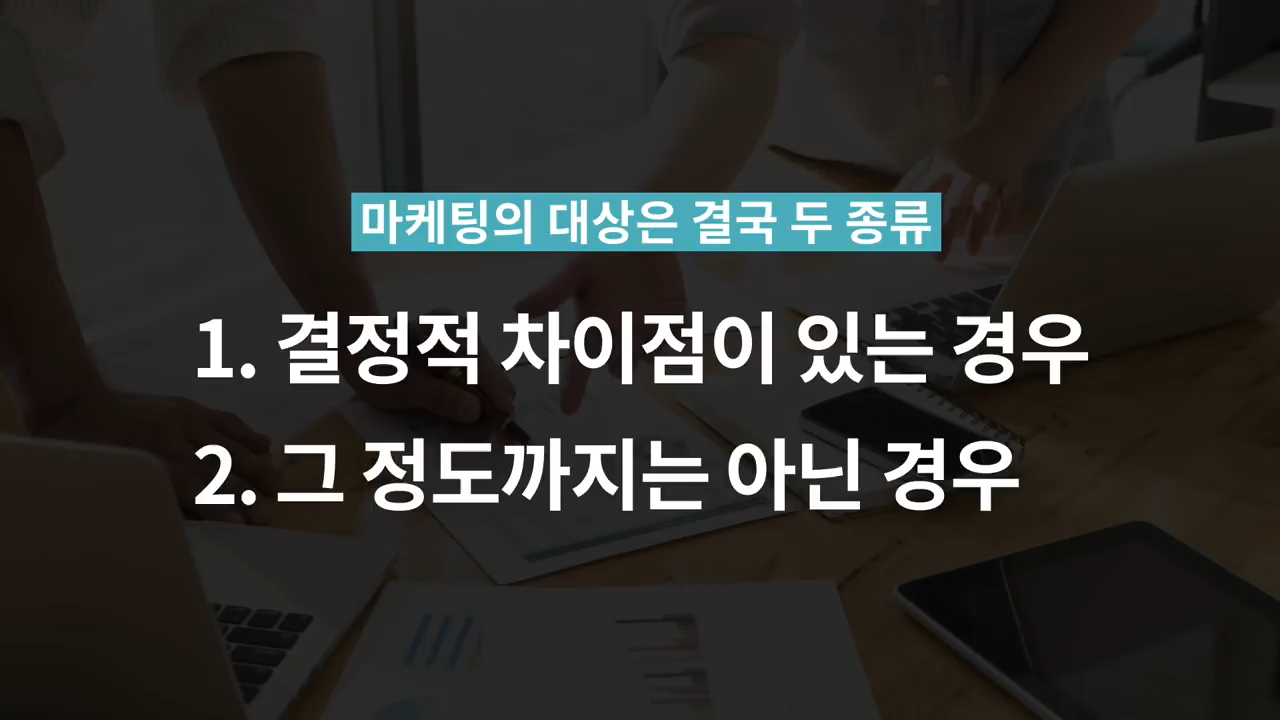 마케팅의 대상은 결국 두 종류
1. 결정적 차이점이 있는 경우
2. 그 정도까지는 아닌 경우